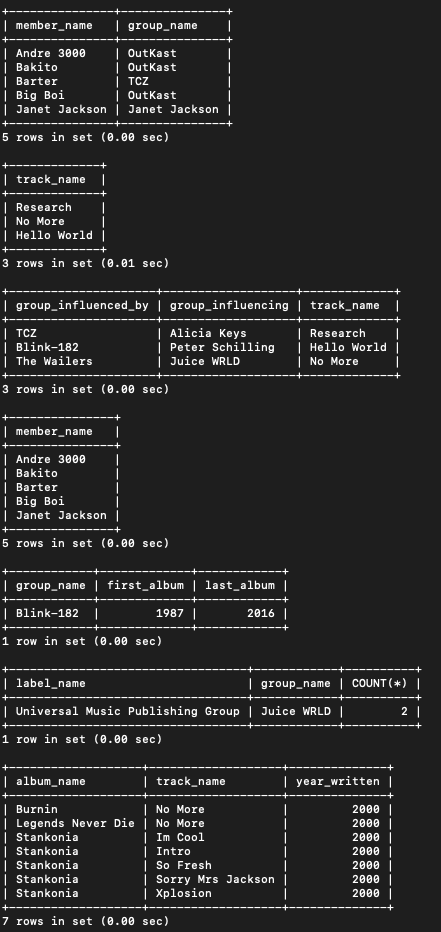 +--------------+---------------+
| member_name  | group_name    |
+--------------+---------------+
| Andre 3000   | OutKast       |
| Bakito       | OutKast       |
| Barter       | TCZ           |
| Big Boi      | OutKast       |
| Janet Jackson | Janet Jackson |
+--------------+---------------+
5 rows in set (0.00 sec)
+-------------+
| track_name  |
+-------------+
| Research    |
| No More     |
| Hello World |
+-------------+
3 rows in set (0.01 sec)
+---------------------+-------------------+-------------+
| group_influenced_by | group_influencing | track_name  |
+---------------------+-------------------+-------------+
| TCZ                 | Alicia Keys       | Research    |
| Blink–182           | Peter Schilling   | Hello World |
| The Wailers         | Juice WRLD        | No More     |
+---------------------+-------------------+-------------+
3 rows in set (0.00 sec)
+---------------+
| member_name   |
+---------------+
| Andre 3000    |
| Bakito        |
| Barter        |
| Big Boi       |
| Janet Jackson |
+---------------+
5 rows in set (0.00 sec)
+------------+-------------+------------+
| group_name | first_album | last_album |
+------------+-------------+------------+
| Blink–182  |        1987 |       2016 |
+------------+-------------+------------+
1 row in set (0.00 sec)
+----------------------------------+------------+----------+
| label_name                       | group_name | COUNT(*) |
+----------------------------------+------------+----------+
| Universal Music Publishing Group | Juice WRLD |        2 |
+----------------------------------+------------+----------+
1 row in set (0.00 sec)
+-------------------+-------------------+--------------+
| album_name        | track_name        | year_written |
+-------------------+-------------------+--------------+
| Burnin            | No More           |         2000 |
| Legends Never Die | No More           |         2000 |
| Stankonia         | Im Cool           |         2000 |
| Stankonia         | Intro             |         2000 |
| Stankonia         | So Fresh          |         2000 |
| Stankonia         | Sorry Mrs Jackson |         2000 |
| Stankonia         | Xplosion          |         2000 |
+-------------------+-------------------+--------------+
7 rows in set (0.00 sec)